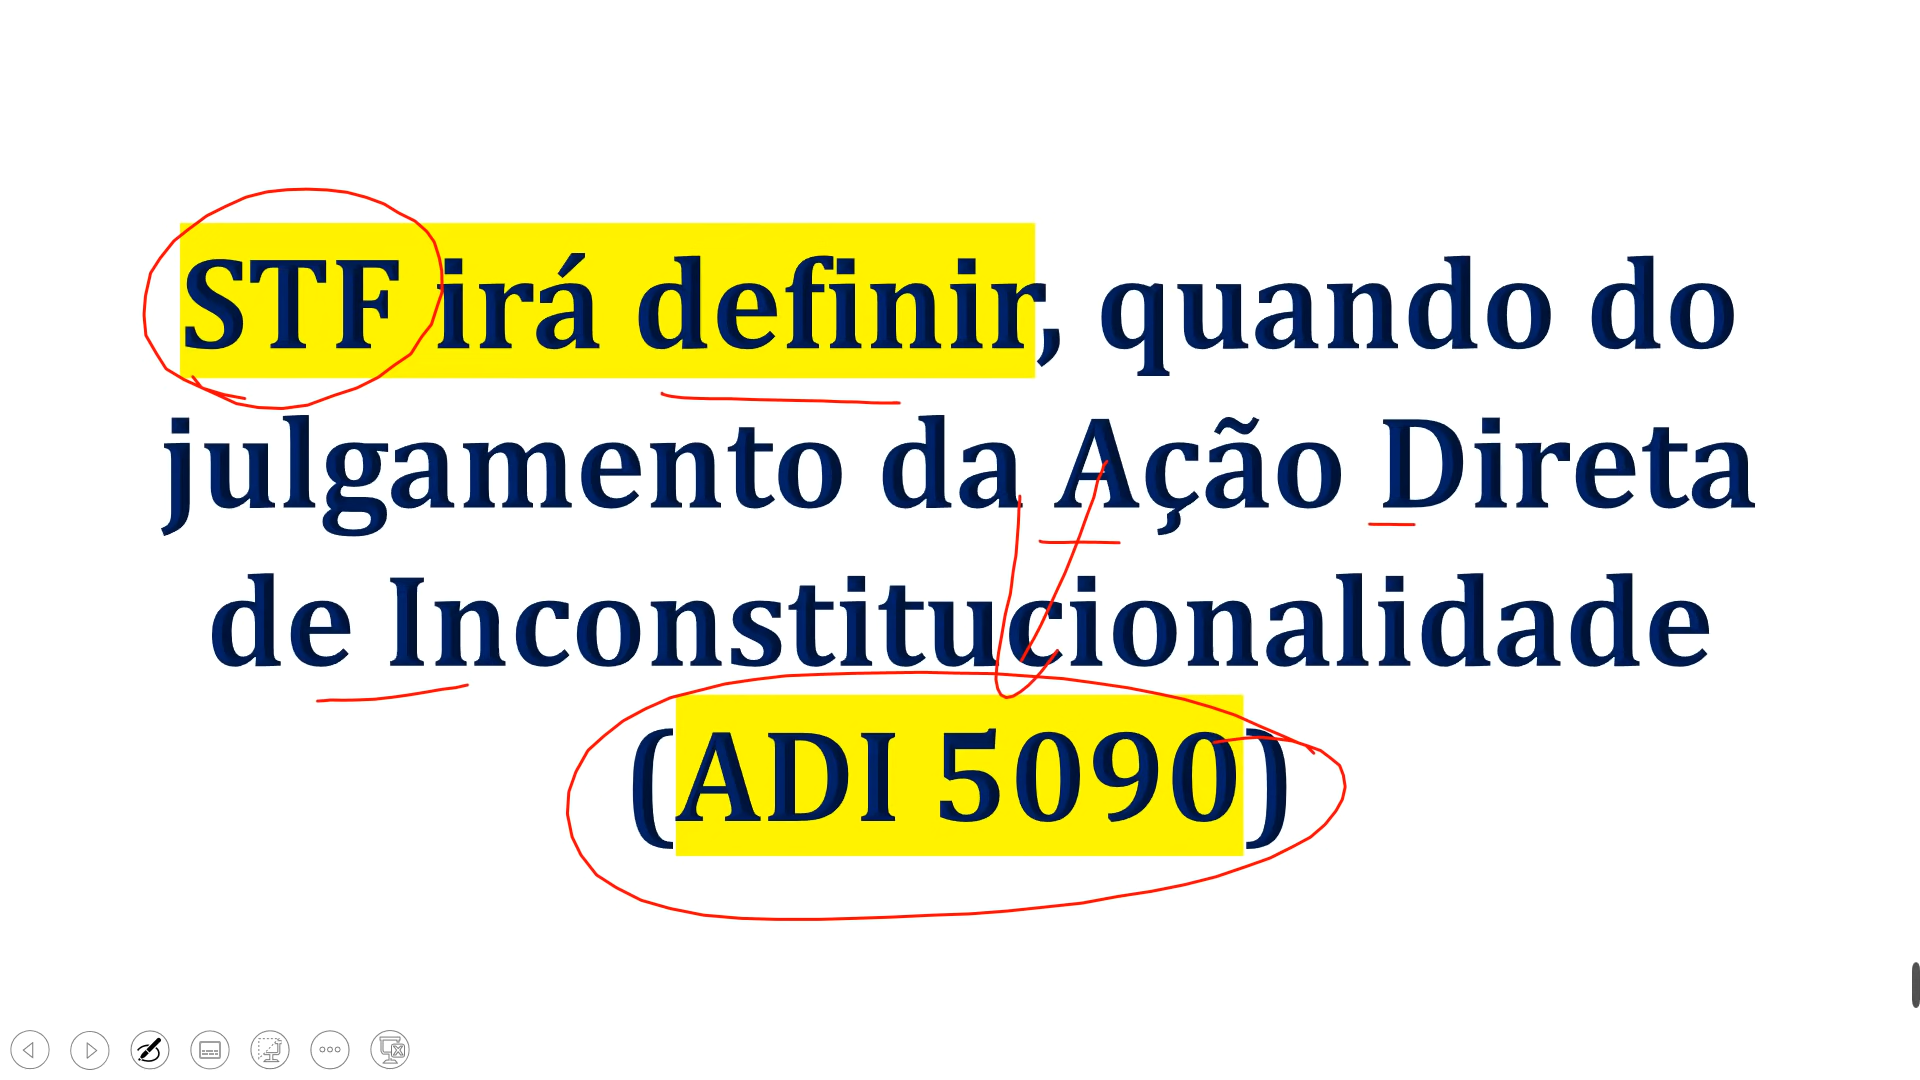 STF irá definir, quando do
julgamento da Ação Direta
de Inconstitucionalidade
(ADI 5090)